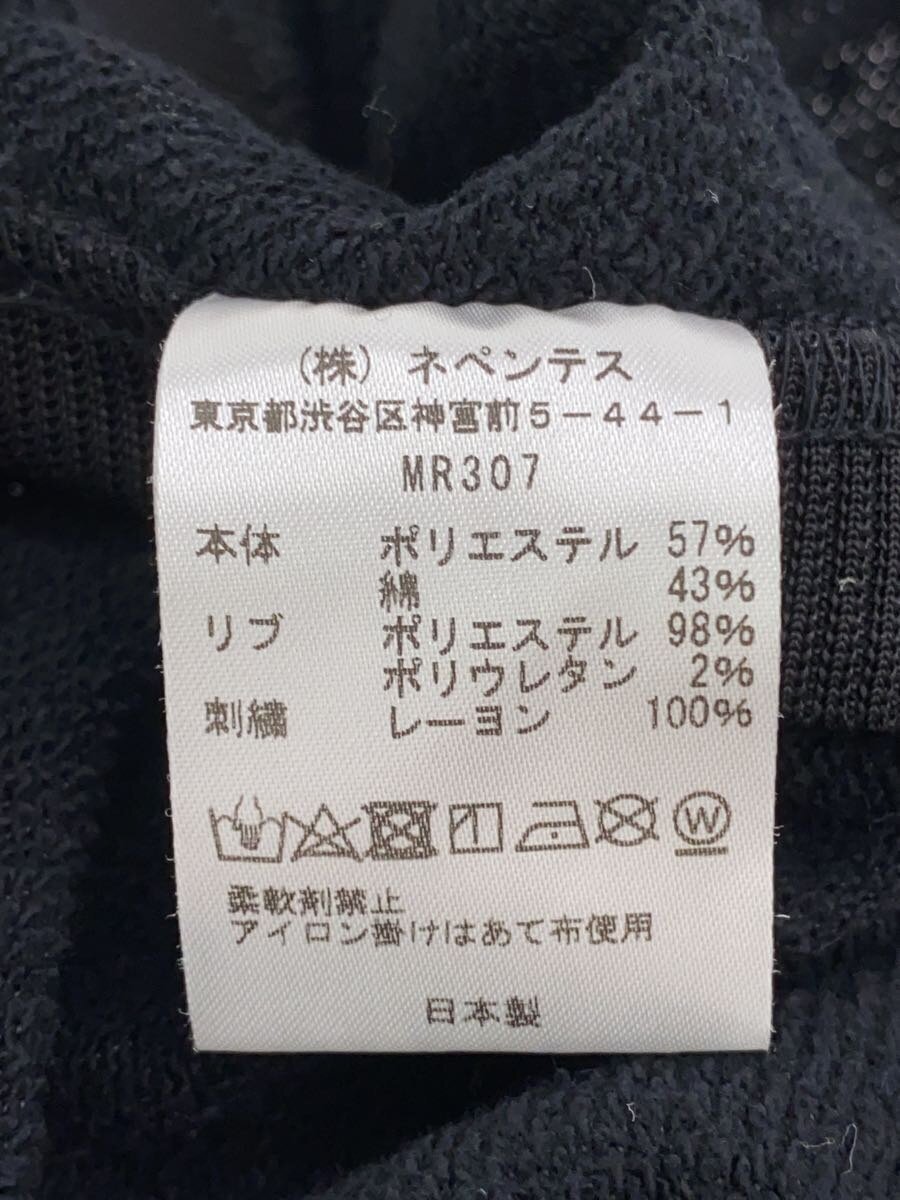 (株) ネペンテス
東京都渋谷区神宮前5-44-1
MR307
本体 ポリエステル 57%
綿 43%
リブ ポリエステル 98%
ポリウレタン 2%
刺繍 レーヨン 100%
W
柔軟剤禁止
アイロン掛けはあて布使用
日本製